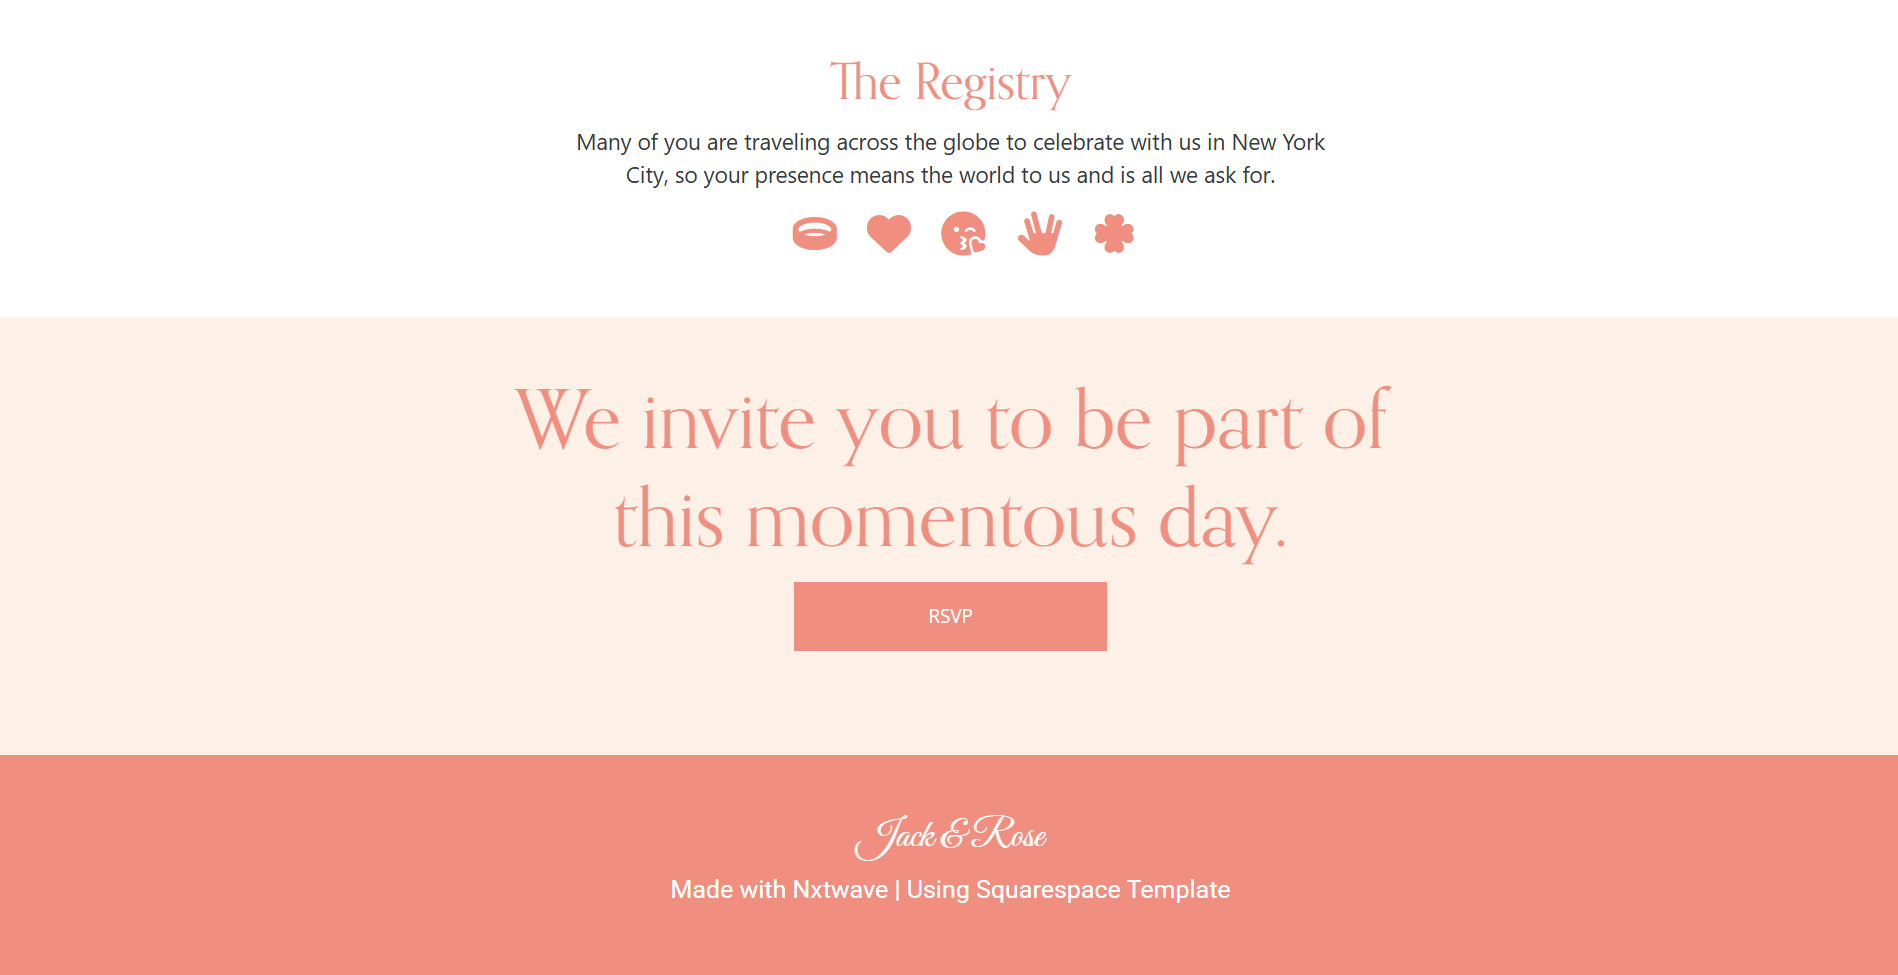 The Registry
Many of you are traveling across the globe to celebrate with us in New York
City, so your presence means the world to us and is all we ask for.
We invite you to be part of
this momentous day.
RSVP
Jack & Rose
Made with Nxtwave | Using Squarespace Template